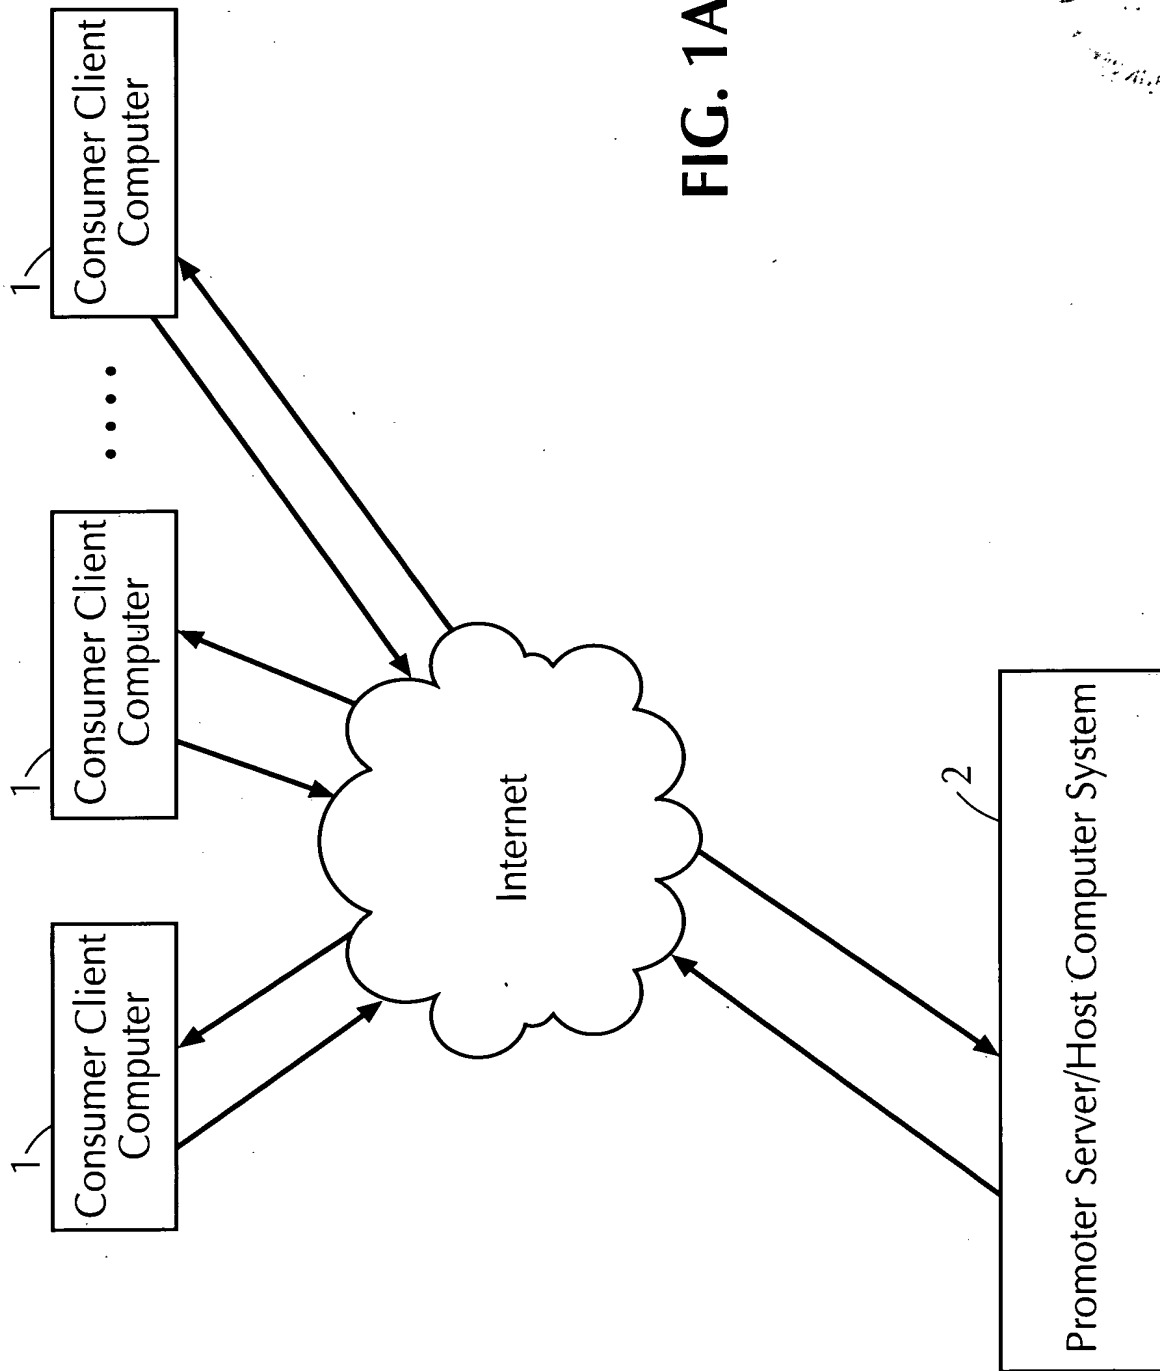 1
Consumer Client
Computer
1
Consumer Client
Computer
1
Consumer Client
Computer
Internet
2
Promoter Server/Host Computer System
FIG. 1A